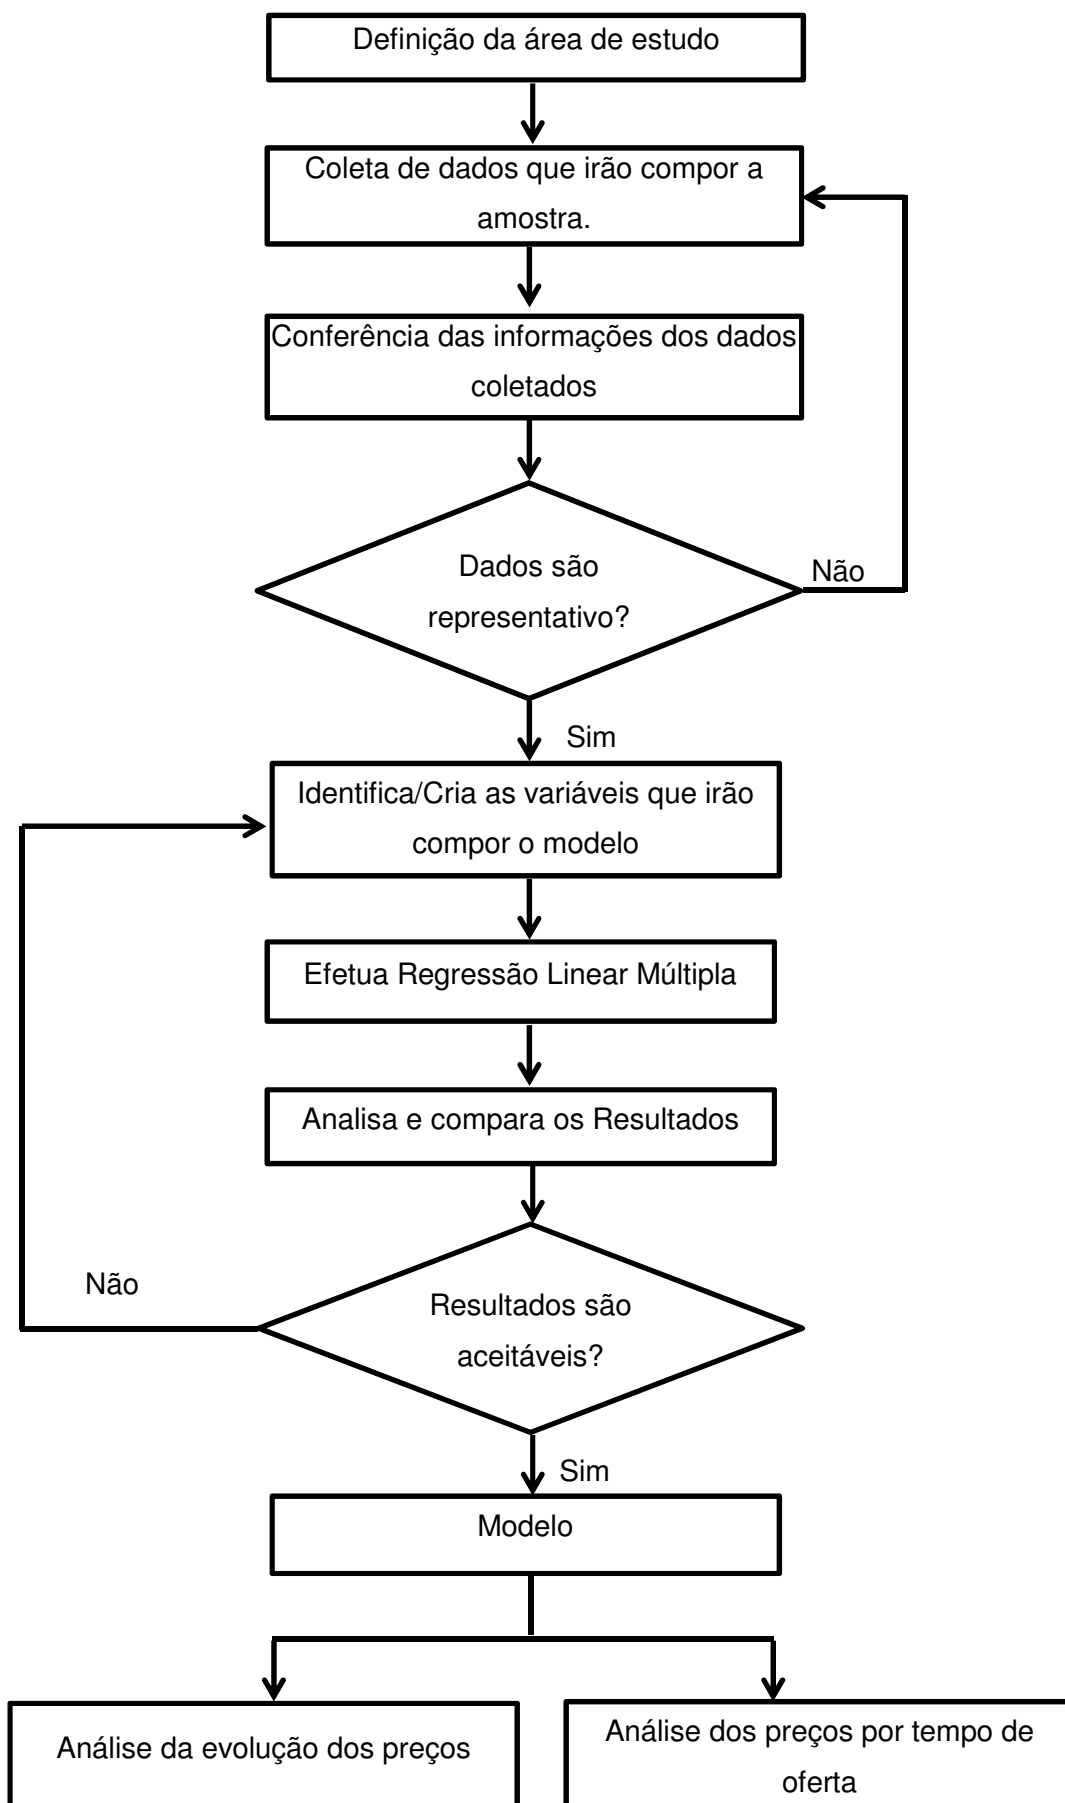 Definição da área de estudo
Coleta de dados que irão compor a
amostra.
Conferência das informações dos dados
coletados
Dados são
representativo?
Não
Sim
Identifica/Cria as variáveis que irão
compor o modelo
Efetua Regressão Linear Múltipla
Analisa e compara os Resultados
Não
Resultados são
aceitáveis?
Sim
Modelo
Análise da evolução dos preços
Análise dos preços por tempo de
oferta